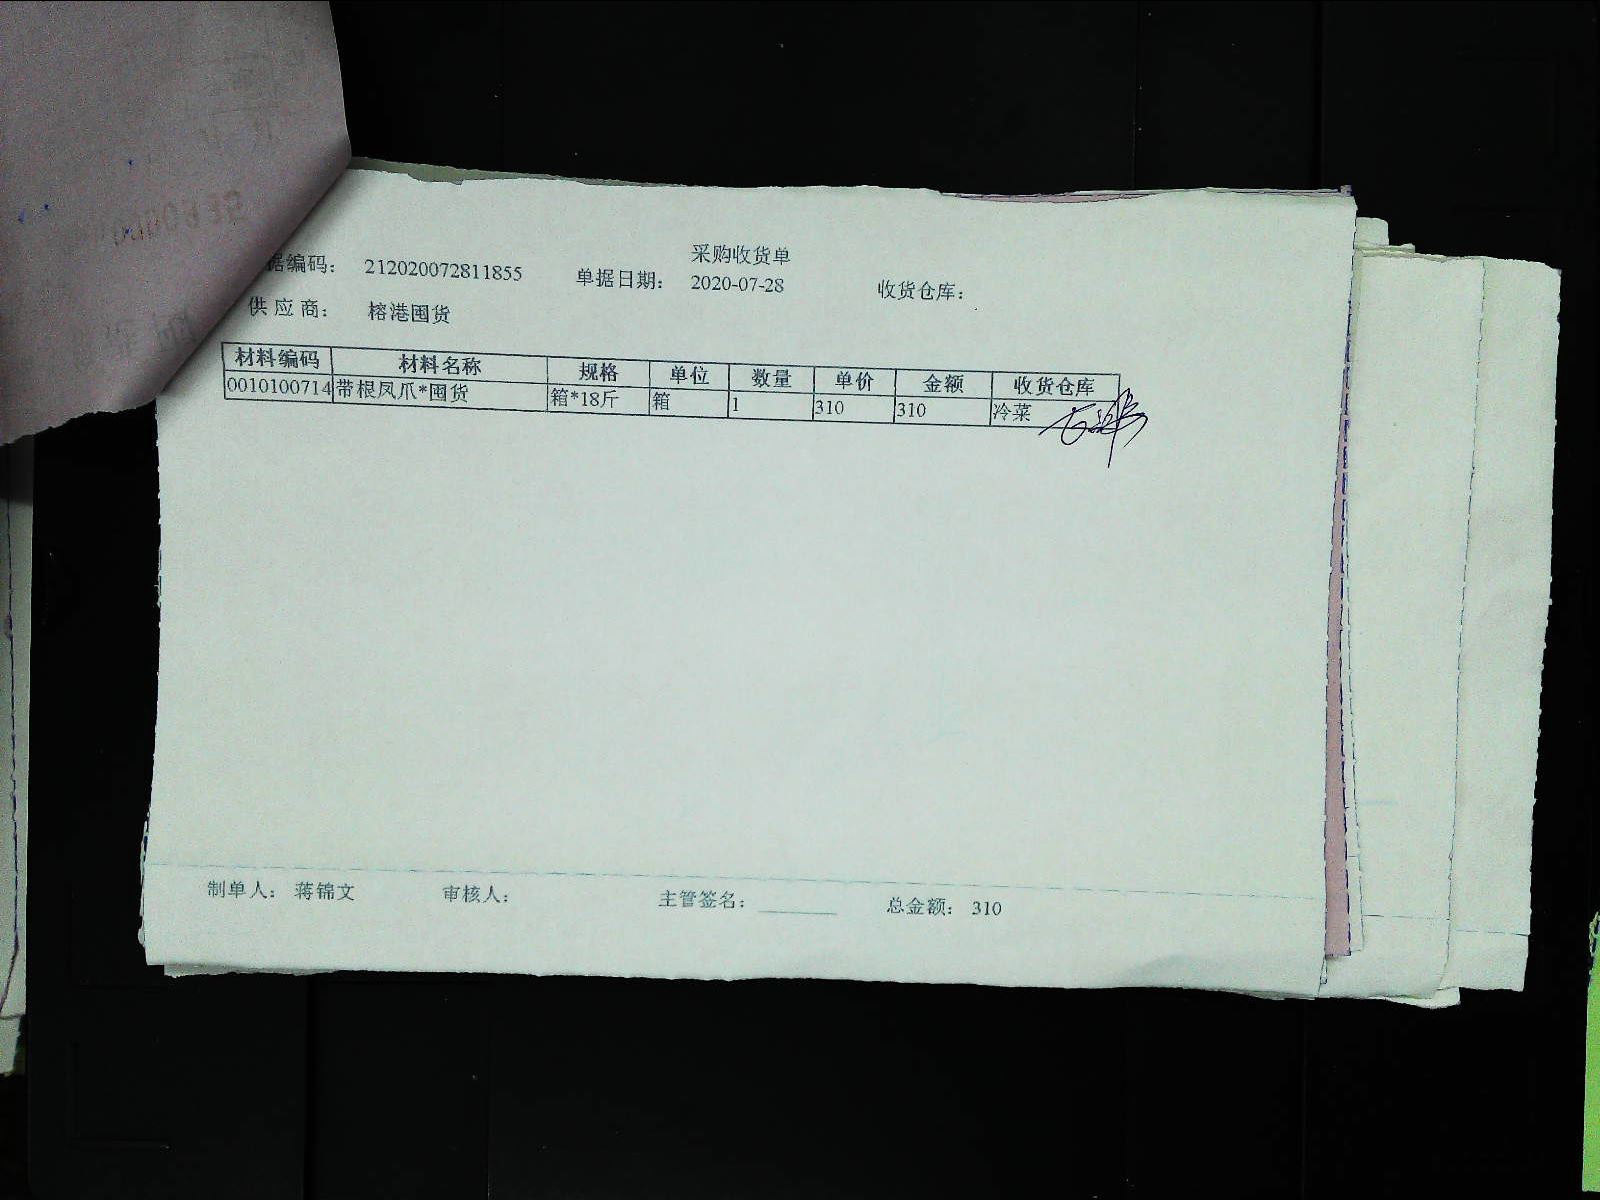 采购收货单
据编码: 212020072811855 单据日期: 2020-07-28 收货仓库:
供应商: 榕港囤货
材料编码 材料名称 规格 单位 数量 单价 金额 收货仓库
0010100714 带根凤爪*囤货 箱*18斤 箱 1 310 310 冷菜
制单人: 蒋锦文 审核人: 主管签名: 总金额: 310